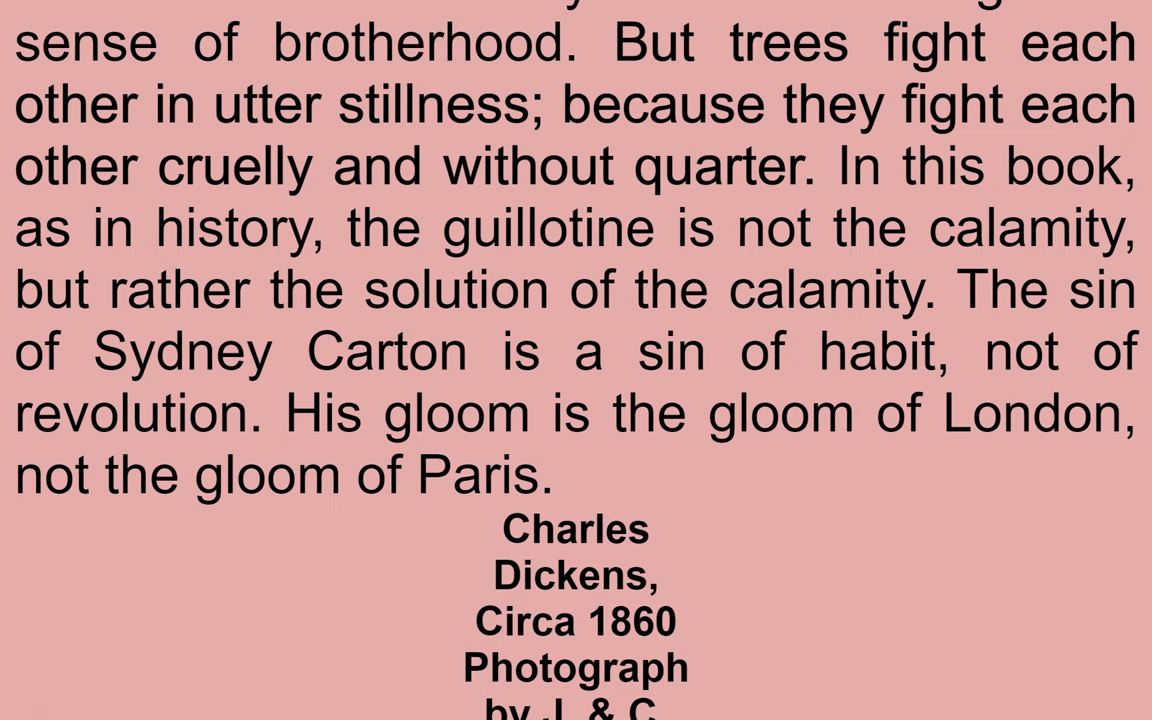 sense of brotherhood. But trees fight each
other in utter stillness; because they fight each
other cruelly and without quarter. In this book,
as in history, the guillotine is not the calamity,
but rather the solution of the calamity. The sin
of Sydney Carton is a sin of habit, not of
revolution. His gloom is the gloom of London,
not the gloom of Paris.
Charles
Dickens,
Circa 1860
Photograph
by J. & C.